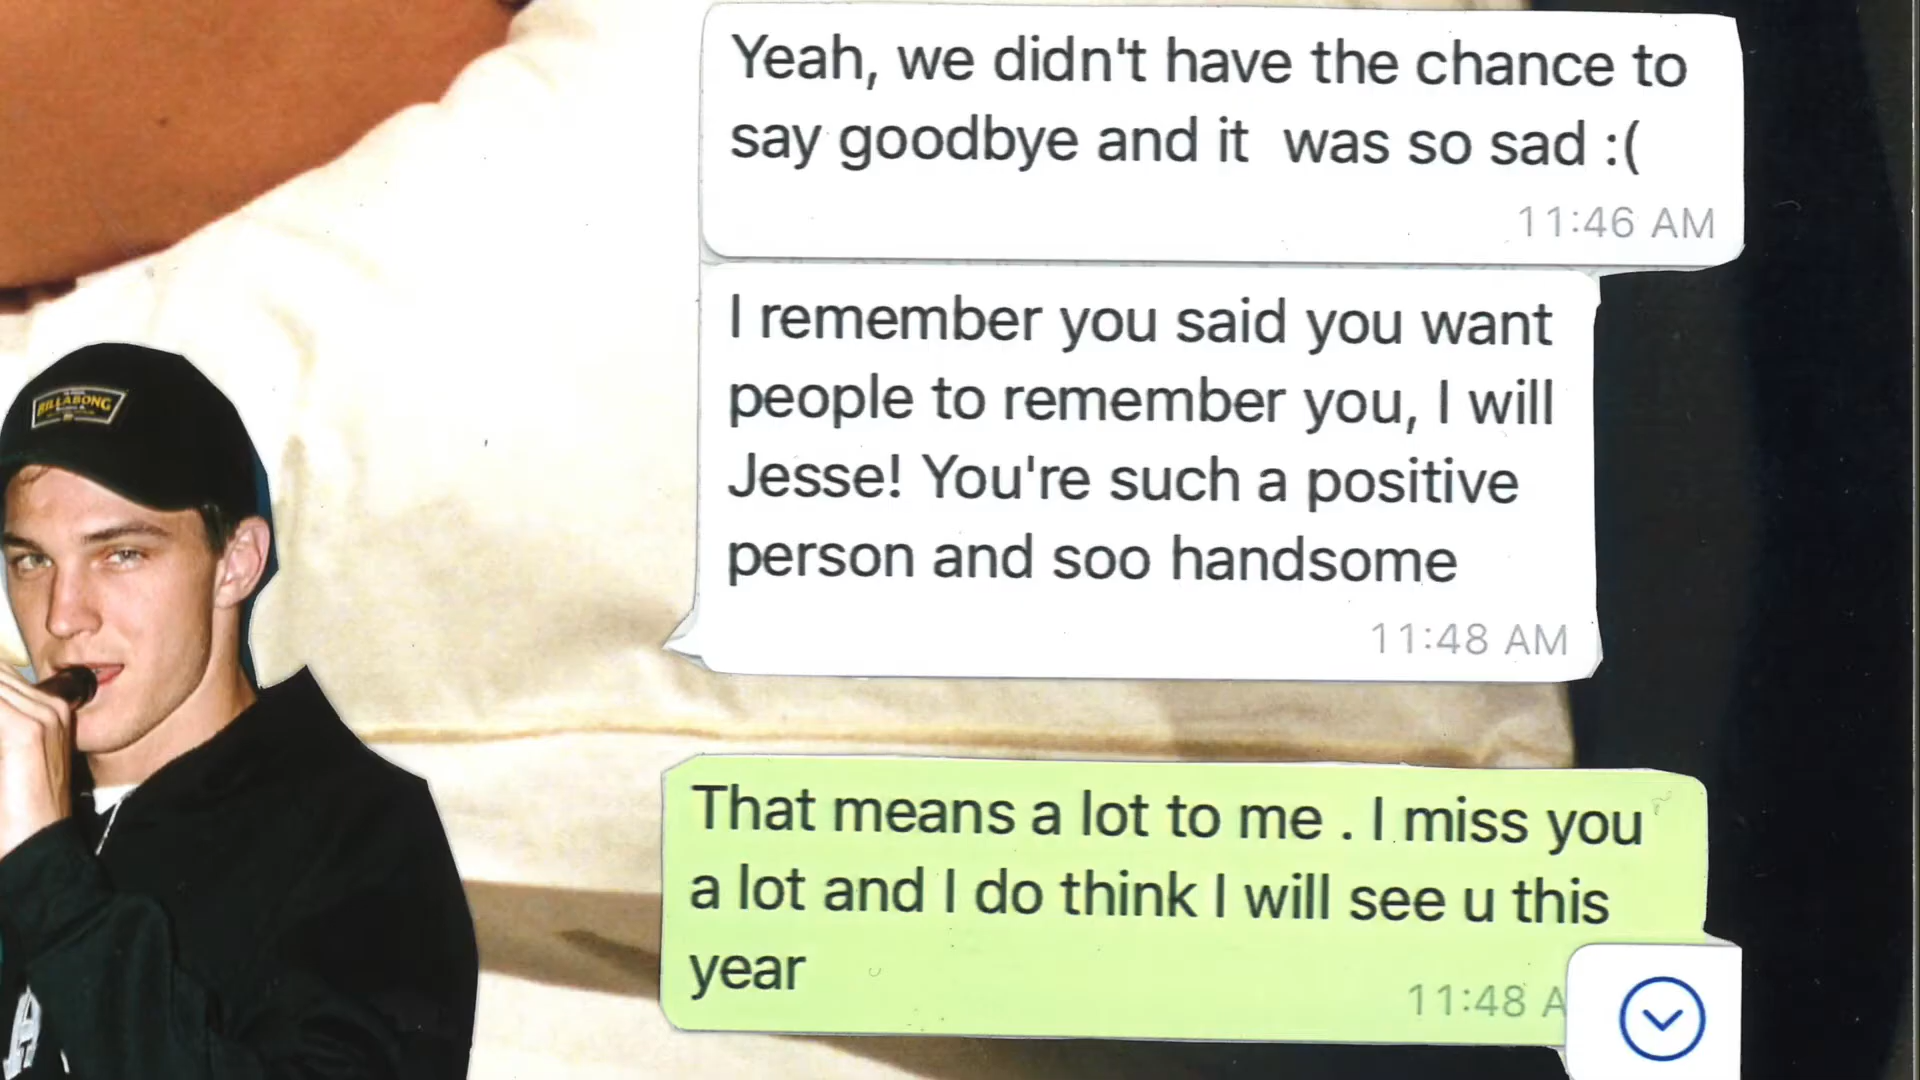 Yeah, we didn't have the chance to
say goodbye and it  was so sad :(
11:46 AM
I remember you said you want
people to remember you, I will
Jesse! You're such a positive
person and soo handsome
11:48 AM
BILLABONG
That means a lot to me . I miss you
a lot and I do think I will see u this
year
11:48 A